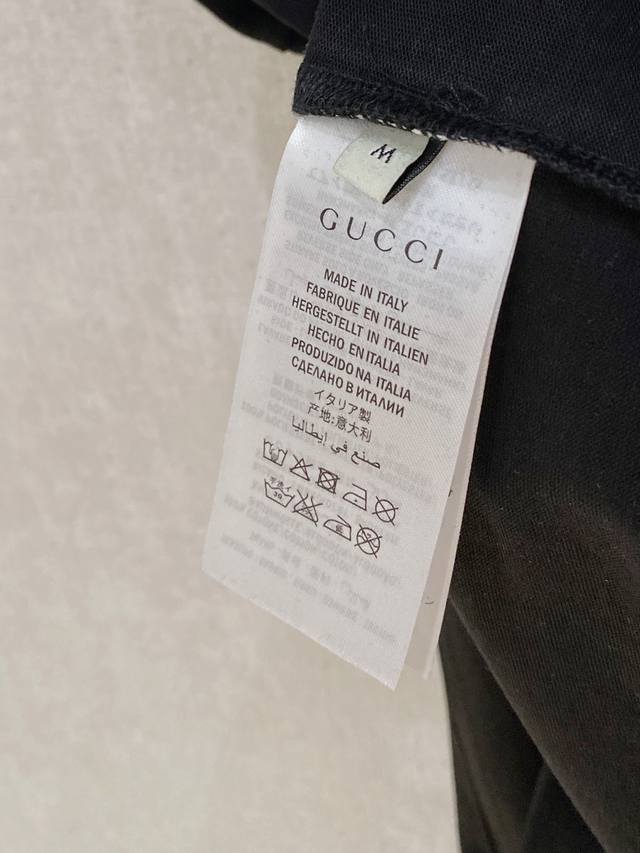 M
GUCCI
MADE IN ITALY
FABRIQUE EN ITALIE
HERGESTELLT IN ITALIEN
HECHO EN ITALIA
PRODUZIDO NA ITALIA
СДЕЛАНО В ИТАЛИИ
イタリア製
产地:意大利
صنع في إيطاليا